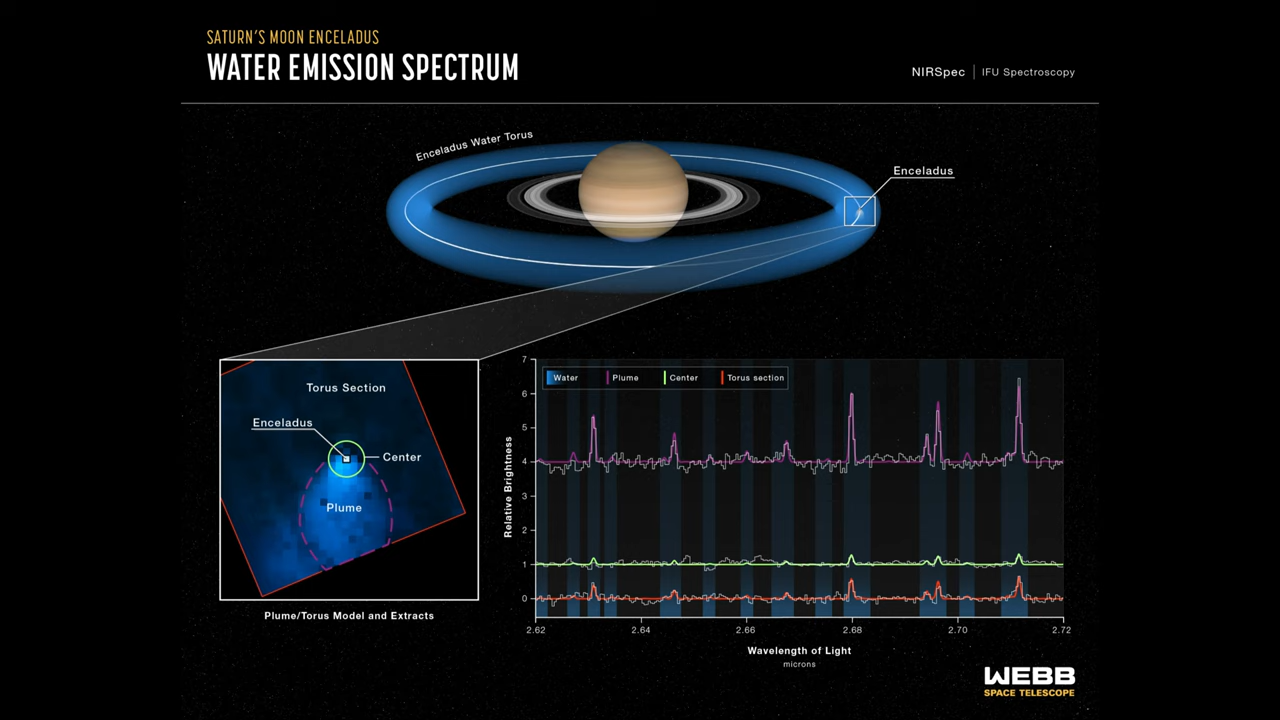 SATURN'S MOON ENCELADUS
WATER EMISSION SPECTRUM
NIRSpec | IFU Spectroscopy
Enceladus Water Torus
Enceladus
Torus Section
Enceladus
Center
Plume
Plume/Torus Model and Extracts
Water Plume Center Torus section
Relative Brightness
7
6
5
4
3
2
1
0
2.62 2.64 2.66 2.68 2.70 2.72
Wavelength of Light
microns
WEBB
SPACE TELESCOPE